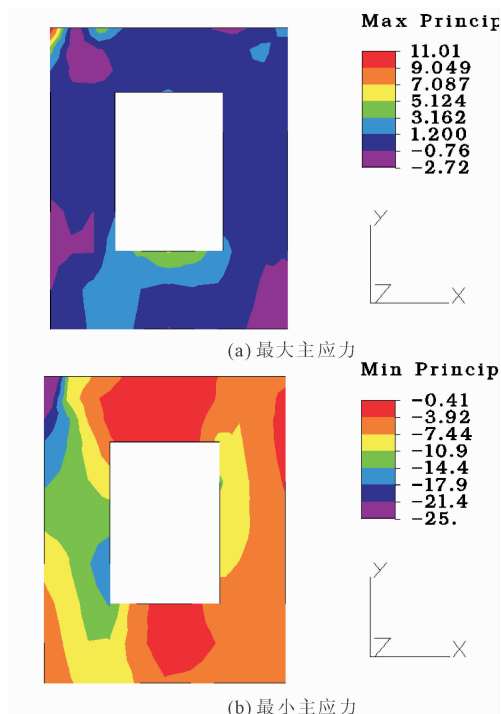 Max Princip
11.01
9.049
7.087
5.124
3.162
1.200
-0.76
-2.72
Y
Z X
(a)最大主应力
Min Princip
-0.41
-3.92
-7.44
-10.9
-14.4
-17.9
-21.4
-25.
Y
Z X
(b)最小主应力